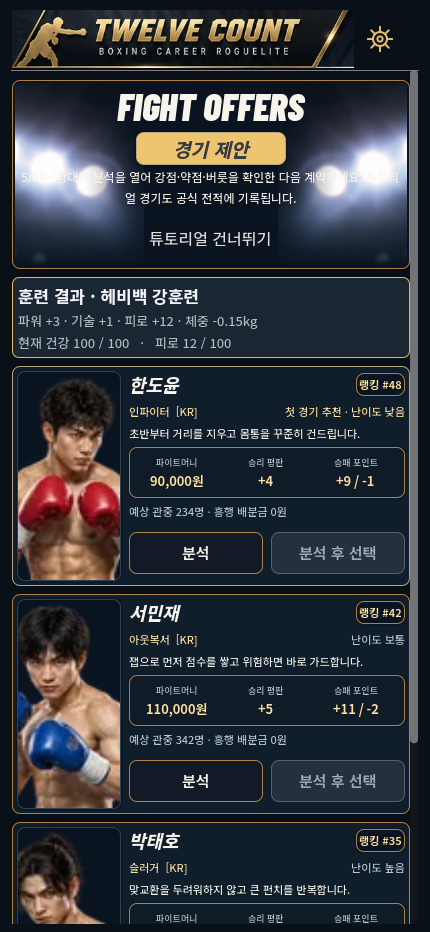 TWELVE COUNT
BOXING CAREER ROGUELITE
FIGHT OFFERS
경기 제안
분석을 열어 강점·약점·버릇을 확인한 다음
얼 경기도 공식 전적에 기록됩니다.
튜토리얼 건너뛰기
훈련 결과 · 헤비백 강훈련
파워 +3 · 기술 +1 · 피로 +12 · 체중 -0.15kg
현재 건강 100 / 100 · 피로 12 / 100
한도윤 랭킹 #48
인파이터 [KR] 첫 경기 추천 · 난이도 낮음
초반부터 거리를 지우고 몸통을 꾸준히 건드립니다.
파이트머니 승리 평판 승패 포인트
90,000원 +4 +9 / -1
예상 관중 234명 · 흥행 배분금 0원
분석 분석 후 선택
서민재 랭킹 #42
아웃복서 [KR] 난이도 보통
잽으로 먼저 점수를 쌓고 위험하면 바로 가드합니다.
파이트머니 승리 평판 승패 포인트
110,000원 +5 +11 / -2
예상 관중 342명 · 흥행 배분금 0원
분석 분석 후 선택
박태호 랭킹 #35
슬러거 [KR] 난이도 높음
맞교환을 두려워하지 않고 큰 펀치를 반복합니다.
파이트머니 승리 평판 승패 포인트